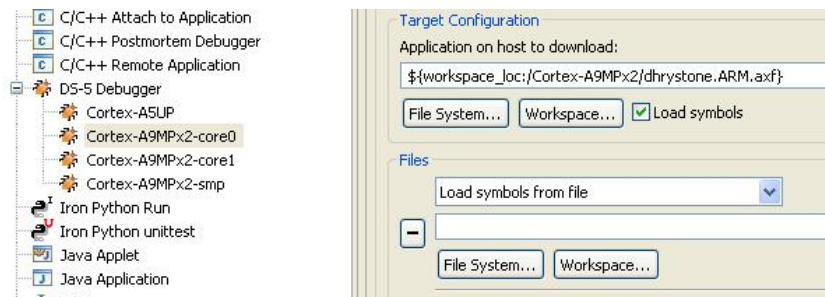 C/C++ Attach to Application
C/C++ Postmortem Debugger
C/C++ Remote Application
DS-5 Debugger
Cortex-A5UP
Cortex-A9MPx2-core0
Cortex-A9MPx2-core1
Cortex-A9MPx2-smp
Iron Python Run
Iron Python unittest
Java Applet
Java Application
Target Configuration
Application on host to download:
${workspace_loc:/Cortex-A9MPx2/dhrystone.ARM.axf}
File System... Workspace... Load symbols
Files
Load symbols from file
File System... Workspace...